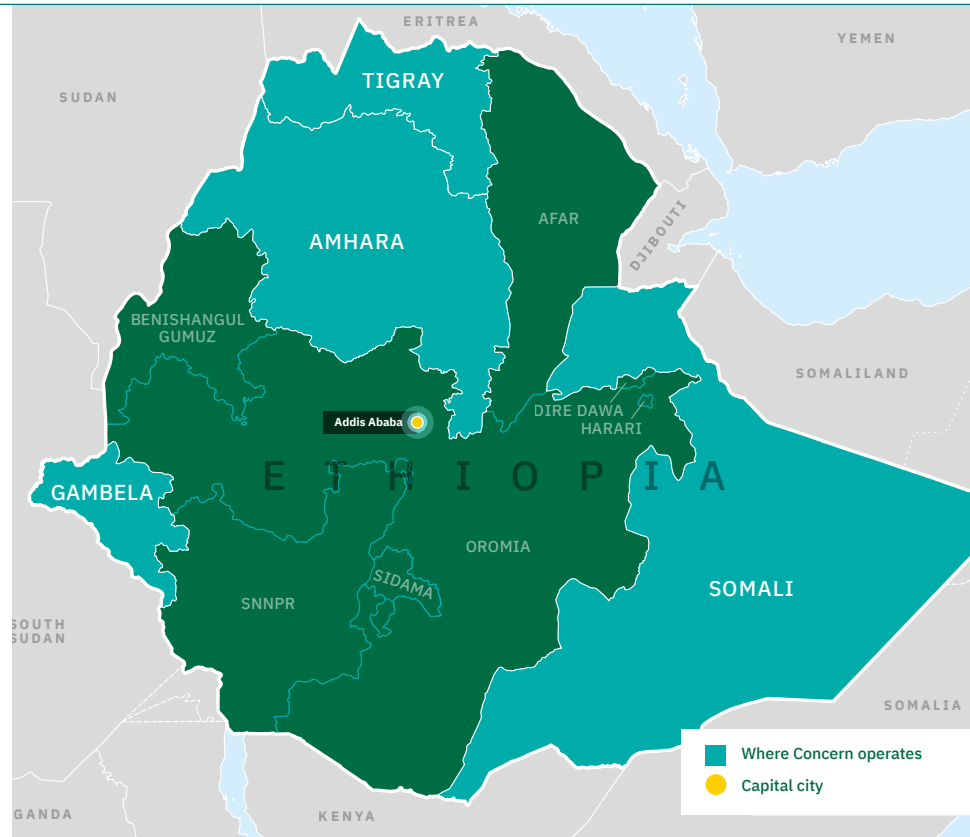 ERITREA
YEMEN
TIGRAY
SUDAN
AFAR
DJIBOUTI
AMHARA
BENISHANGUL
GUMUZ
SOMALILAND
DIRE DAWA
HARARI
Addis Ababa
ETHIOPIA
GAMBELA
OROMIA
SIDAMA
SOMALI
SNNPR
SOUTH
SUDAN
SOMALIA
Where Concern operates
Capital city
GANDA
KENYA